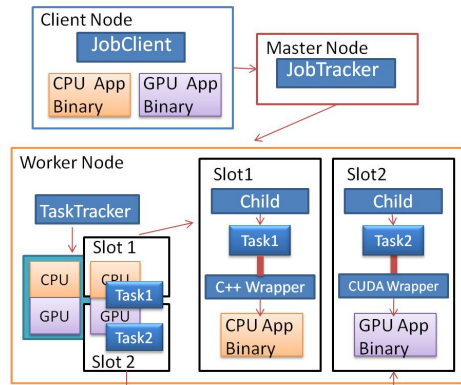 Client Node
JobClient
CPU App
Binary
GPU App
Binary
Master Node
JobTracker
Worker Node
TaskTracker
CPU
GPU
Slot 1
CPU
Task1
GPU
Task2
Slot 2
Slot1
Child
Task1
C++ Wrapper
CPU App
Binary
Slot2
Child
Task2
CUDA Wrapper
GPU App
Binary